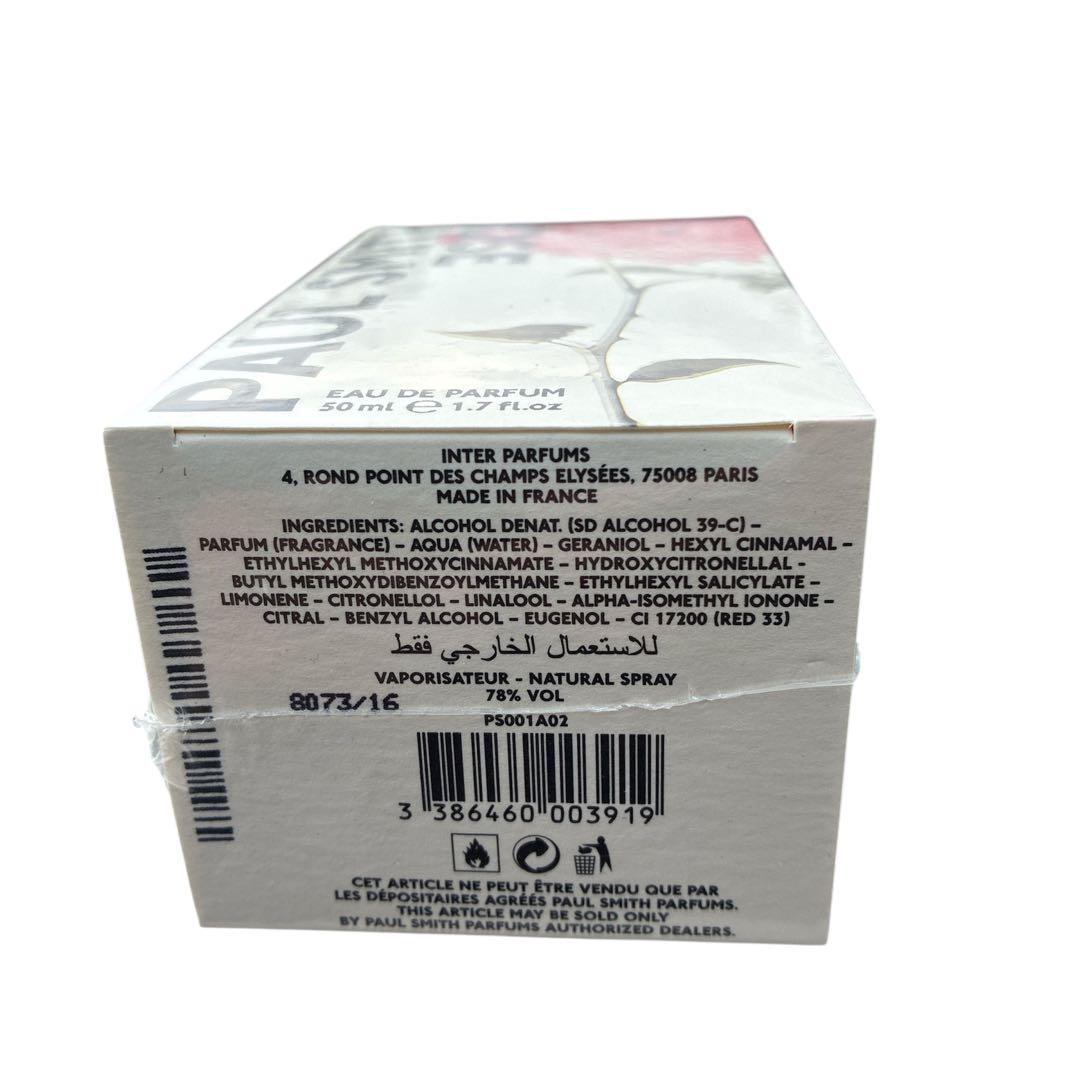 PAUL SMITH
ROSE
EAU DE PARFUM
50 ml ℮ 1.7 fl.oz
INTER PARFUMS
4, ROND POINT DES CHAMPS ELYSÉES, 75008 PARIS
MADE IN FRANCE
INGREDIENTS: ALCOHOL DENAT. (SD ALCOHOL 39-C) –
PARFUM (FRAGRANCE) – AQUA (WATER) – GERANIOL – HEXYL CINNAMAL –
ETHYLHEXYL METHOXYCINNAMATE – HYDROXYCITRONELLAL -
BUTYL METHOXYDIBENZOYLMETHANE – ETHYLHEXYL SALICYLATE –
LIMONENE – CITRONELLOL – LINALOOL – ALPHA-ISOMETHYL IONONE –
CITRAL – BENZYL ALCOHOL – EUGENOL – CI 17200 (RED 33)
للاستعمال الخارجي فقط
VAPORISATEUR - NATURAL SPRAY
78% VOL
8073/16
PS001A02
3 386460 003919
CET ARTICLE NE PEUT ÊTRE VENDU QUE PAR
LES DÉPOSITAIRES AGRÉÉS PAUL SMITH PARFUMS.
THIS ARTICLE MAY BE SOLD ONLY
BY PAUL SMITH PARFUMS AUTHORIZED DEALERS.